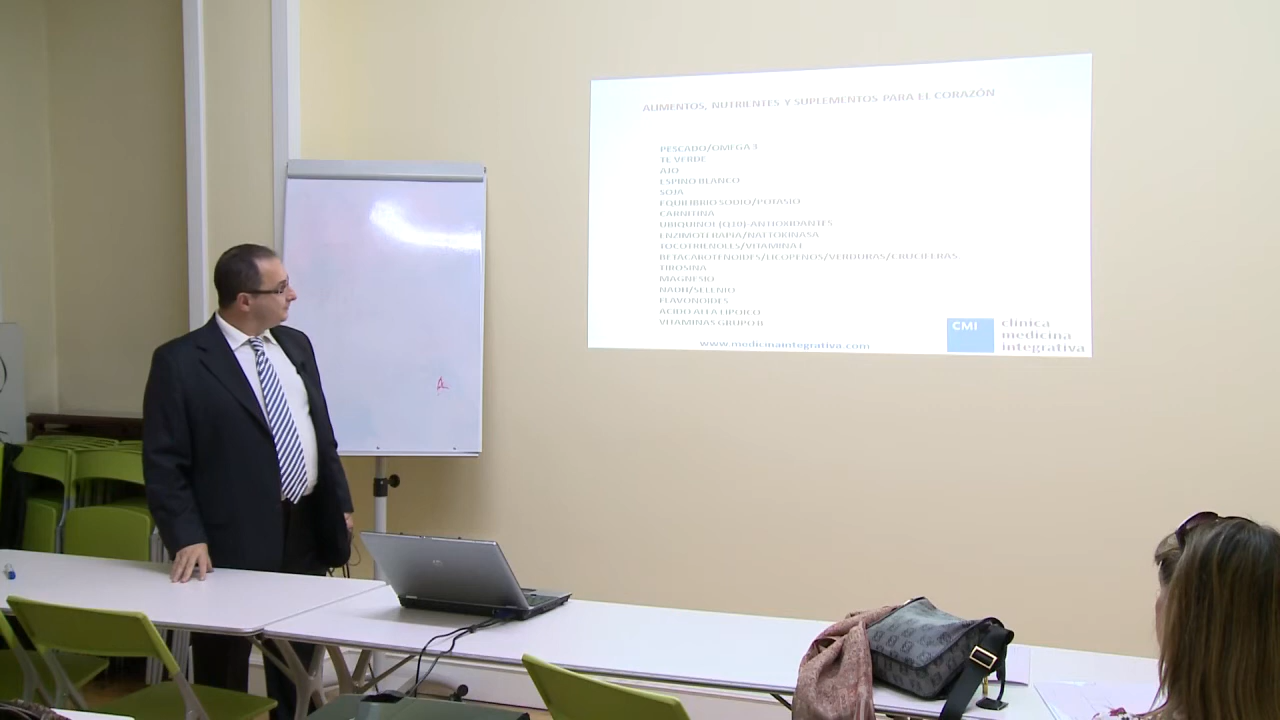 ALIMENTOS, NUTRIENTES Y SUPLEMENTOS PARA EL CORAZÓN
PESCADO/OMEGA 3
TE VERDE
AJO
ESPINO BLANCO
SOJA
EQUILIBRIO SODIO/POTASIO
CARNITINA
UBIQUINOL (Q10)-ANTIOXIDANTES
ENZIMOTERAPIA/NATTOKINASA
TOCOTRIENOLES/VITAMINA E
BETACAROTENOIDES/LICOPENOS/VERDURAS/CRUCIFERAS
TIROSINA
MAGNESIO
NADH/SELENIO
FLAVONOIDES
ACIDO ALFA LIPOICO
VITAMINAS GRUPO B
www.medicinaintegrativa.com
CMI
clínica
medicina
integrativa